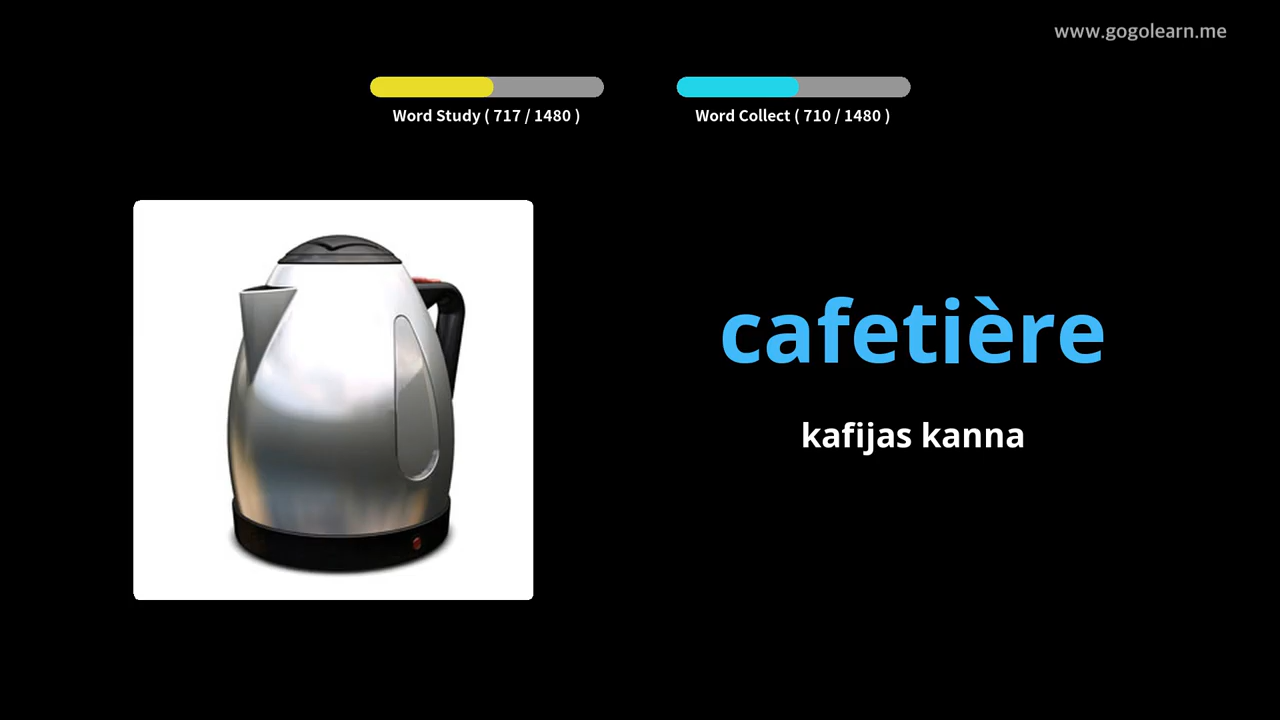 www.gogolearn.me
Word Study ( 717 / 1480 )
Word Collect ( 710 / 1480 )
cafetière
kafijas kanna